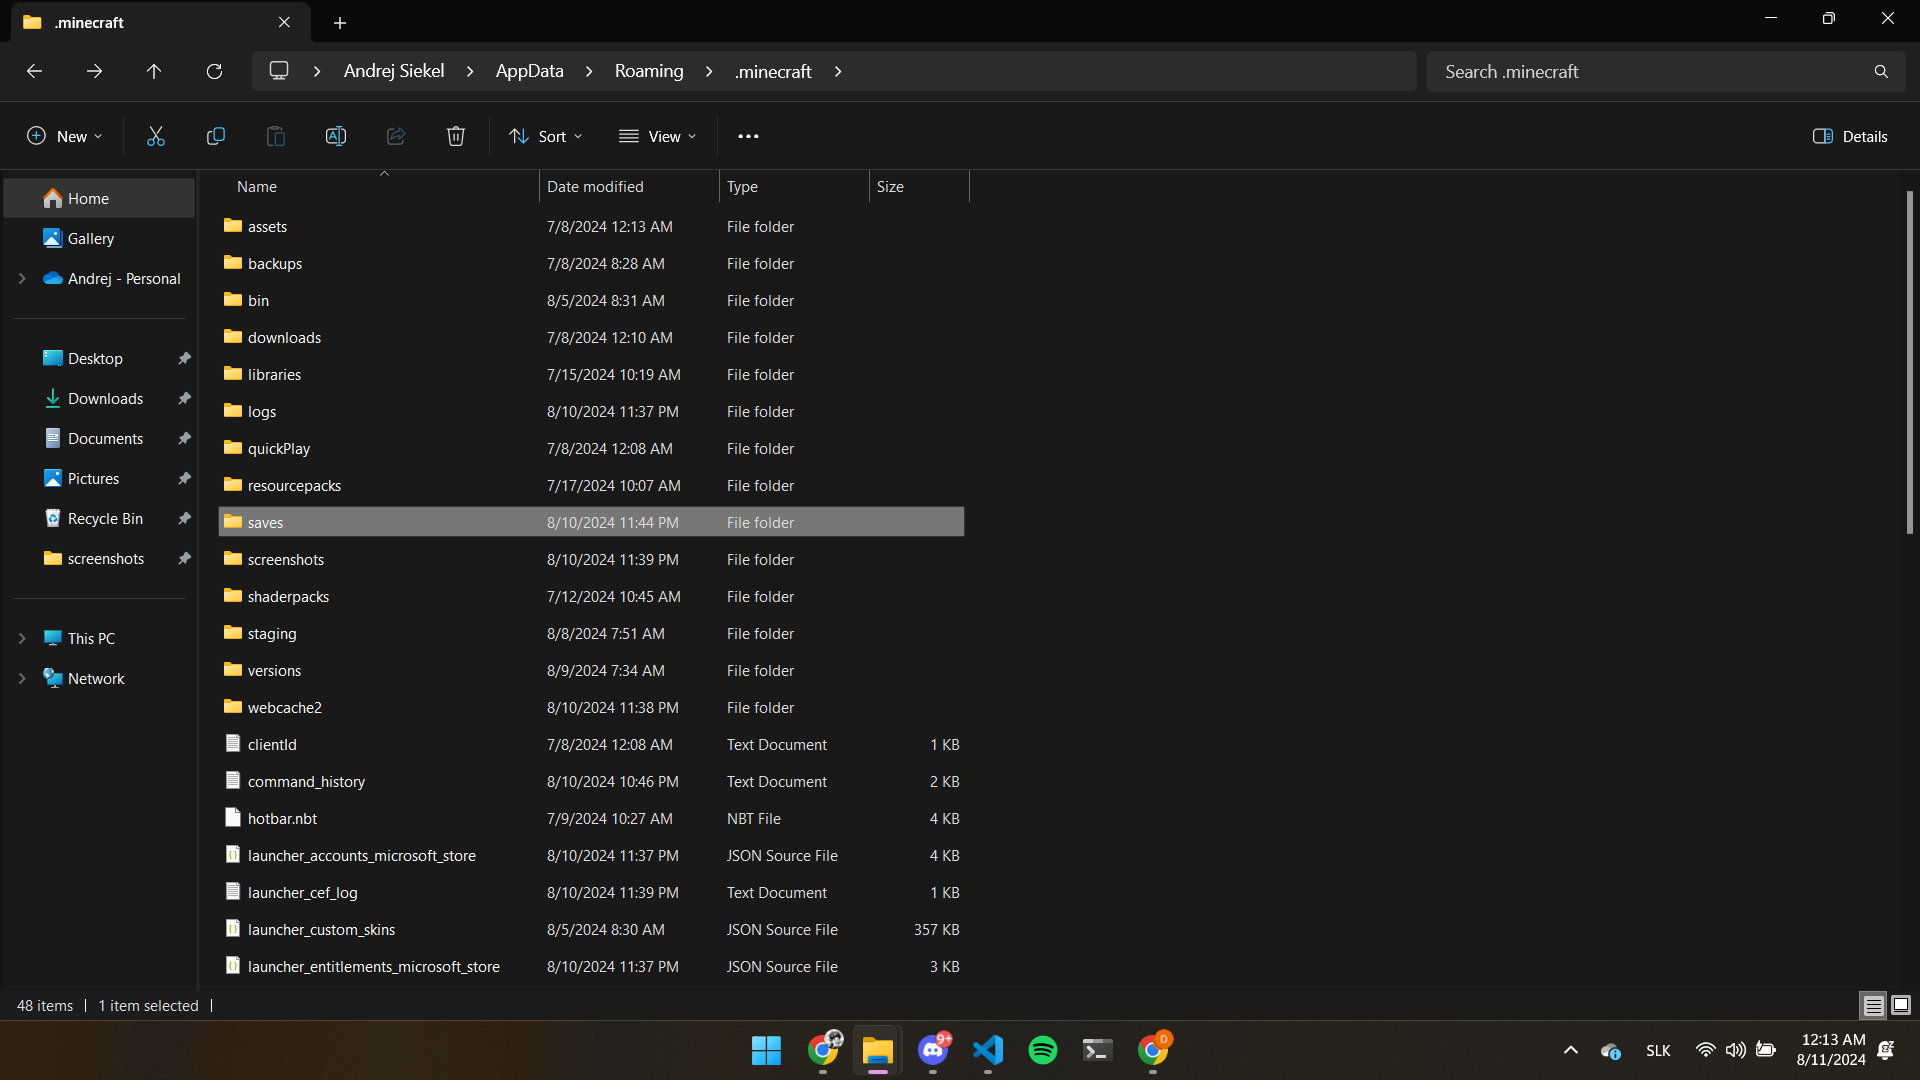 .minecraft
Andrej Siekel
AppData
Roaming
.minecraft
Search .minecraft
New
Sort
View
Details
Name
Date modified
Type
Size
Home
Gallery
Andrej - Personal
Desktop
Downloads
Documents
Pictures
Recycle Bin
screenshots
This PC
Network
assets 7/8/2024 12:13 AM File folder
backups 7/8/2024 8:28 AM File folder
bin 8/5/2024 8:31 AM File folder
downloads 7/8/2024 12:10 AM File folder
libraries 7/15/2024 10:19 AM File folder
logs 8/10/2024 11:37 PM File folder
quickPlay 7/8/2024 12:08 AM File folder
resourcepacks 7/17/2024 10:07 AM File folder
saves 8/10/2024 11:44 PM File folder
screenshots 8/10/2024 11:39 PM File folder
shaderpacks 7/12/2024 10:45 AM File folder
staging 8/8/2024 7:51 AM File folder
versions 8/9/2024 7:34 AM File folder
webcache2 8/10/2024 11:38 PM File folder
clientId 7/8/2024 12:08 AM Text Document 1 KB
command_history 8/10/2024 10:46 PM Text Document 2 KB
hotbar.nbt 7/9/2024 10:27 AM NBT File 4 KB
launcher_accounts_microsoft_store 8/10/2024 11:37 PM JSON Source File 4 KB
launcher_cef_log 8/10/2024 11:39 PM Text Document 1 KB
launcher_custom_skins 8/5/2024 8:30 AM JSON Source File 357 KB
launcher_entitlements_microsoft_store 8/10/2024 11:37 PM JSON Source File 3 KB
48 items
1 item selected
9+
D
SLK
12:13 AM
8/11/2024